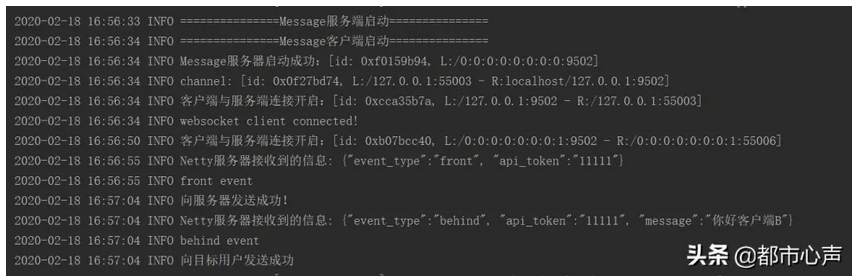 2020-02-18 16:56:33 INFO ===============Message服务端启动===============
2020-02-18 16:56:34 INFO ===============Message客户端启动===============
2020-02-18 16:56:34 INFO Message服务器启动成功：[id: 0xf0159b94, L:/0:0:0:0:0:0:0:0:9502]
2020-02-18 16:56:34 INFO channel: [id: 0x0f27bd74, L:/127.0.0.1:55003 - R:localhost/127.0.0.1:9502]
2020-02-18 16:56:34 INFO 客户端与服务端连接开启：[id: 0xcca35b7a, L:/127.0.0.1:9502 - R:/127.0.0.1:55003]
2020-02-18 16:56:34 INFO websocket client connected!
2020-02-18 16:56:50 INFO 客户端与服务端连接开启：[id: 0xb07bcc40, L:/0:0:0:0:0:0:0:1:9502 - R:/0:0:0:0:0:0:0:1:55006]
2020-02-18 16:56:55 INFO Netty服务器接收到的信息: {"event_type":"front", "api_token":"11111"}
2020-02-18 16:56:55 INFO front event
2020-02-18 16:57:04 INFO 向服务器发送成功!
2020-02-18 16:57:04 INFO Netty服务器接收到的信息: {"event_type":"behind", "api_token":"11111", "message":"你好客户端B"}
2020-02-18 16:57:04 INFO behind event
2020-02-18 16:57:04 INFO 向目标用户发送成功
头条 @都市心声